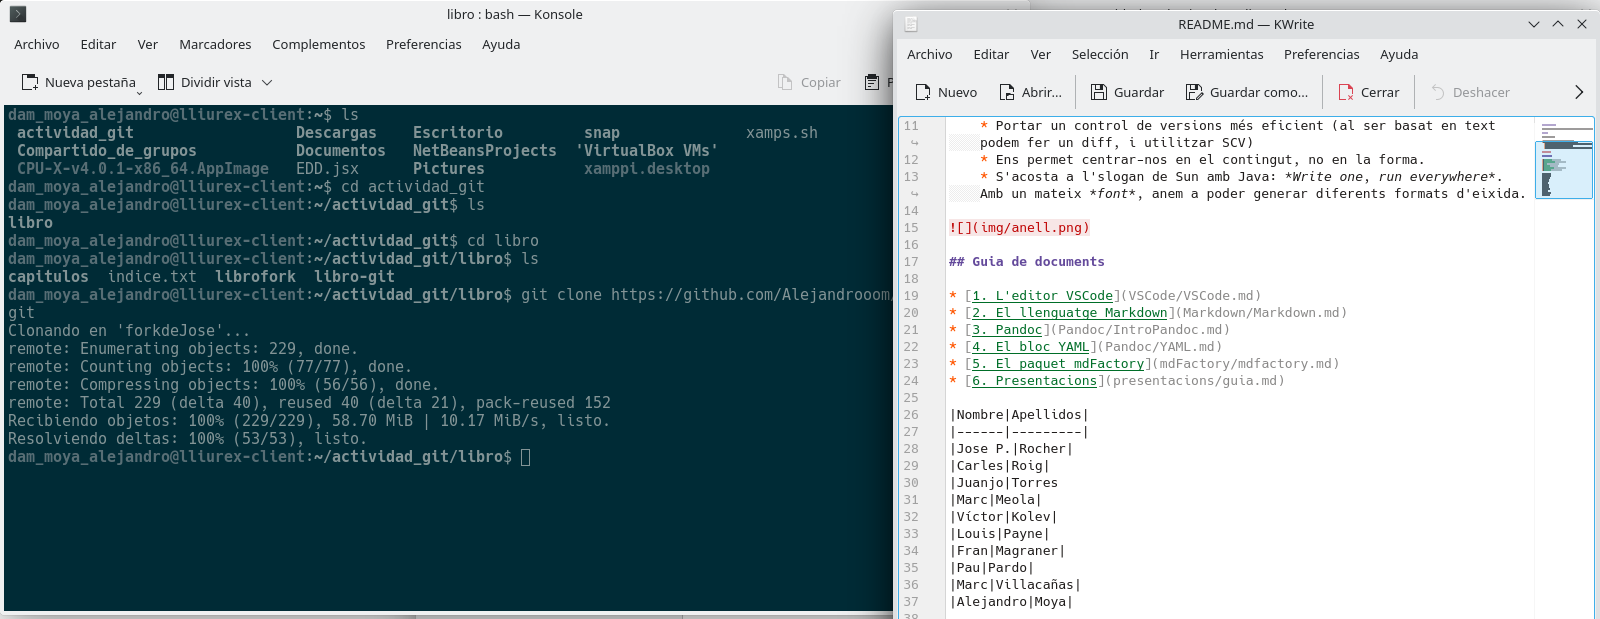 libro : bash — Konsole
Archivo Editar Ver Marcadores Complementos Preferencias Ayuda
Nueva pestaña Dividir vista Copiar
dam_moya_alejandro@lliurex-client:~$ ls
actividad_git Descargas Escritorio snap xamps.sh
Compartido_de_grupos Documentos NetBeansProjects 'VirtualBox VMs'
CPU-X-v4.0.1-x86_64.AppImage EDD.jsx Pictures xamppi.desktop
dam_moya_alejandro@lliurex-client:~$ cd actividad_git
dam_moya_alejandro@lliurex-client:~/actividad_git$ ls
libro
dam_moya_alejandro@lliurex-client:~/actividad_git$ cd libro
dam_moya_alejandro@lliurex-client:~/actividad_git/libro$ ls
capitulos indice.txt librofork libro-git
dam_moya_alejandro@lliurex-client:~/actividad_git/libro$ git clone https://github.com/Alejandrooom/
git
Clonando en 'forkdeJose'...
remote: Enumerating objects: 229, done.
remote: Counting objects: 100% (77/77), done.
remote: Compressing objects: 100% (56/56), done.
remote: Total 229 (delta 40), reused 40 (delta 21), pack-reused 152
Recibiendo objetos: 100% (229/229), 58.70 MiB | 10.17 MiB/s, listo.
Resolviendo deltas: 100% (53/53), listo.
dam_moya_alejandro@lliurex-client:~/actividad_git/libro$
README.md — KWrite
Archivo Editar Ver Selección Ir Herramientas Preferencias Ayuda
Nuevo Abrir... Guardar Guardar como... Cerrar Deshacer
11 * Portar un control de versions més eficient (al ser basat en text
podem fer un diff, i utilitzar SCV)
12 * Ens permet centrar-nos en el contingut, no en la forma.
13 * S'acosta a l'slogan de Sun amb Java: *Write one, run everywhere*.
Amb un mateix *font*, anem a poder generar diferents formats d'eixida.
14
15 ![](img/anell.png)
16
17 ## Guia de documents
18
19 * [1. L'editor VSCode](VSCode/VSCode.md)
20 * [2. El llenguatge Markdown](Markdown/Markdown.md)
21 * [3. Pandoc](Pandoc/IntroPandoc.md)
22 * [4. El bloc YAML](Pandoc/YAML.md)
23 * [5. El paquet mdFactory](mdFactory/mdfactory.md)
24 * [6. Presentacions](presentacions/guia.md)
25
26 |Nombre|Apellidos|
27 |------|---------|
28 |Jose P.|Rocher|
29 |Carles|Roig|
30 |Juanjo|Torres
31 |Marc|Meola|
32 |Víctor|Kolev|
33 |Louis|Payne|
34 |Fran|Magraner|
35 |Pau|Pardo|
36 |Marc|Villacañas|
37 |Alejandro|Moya|